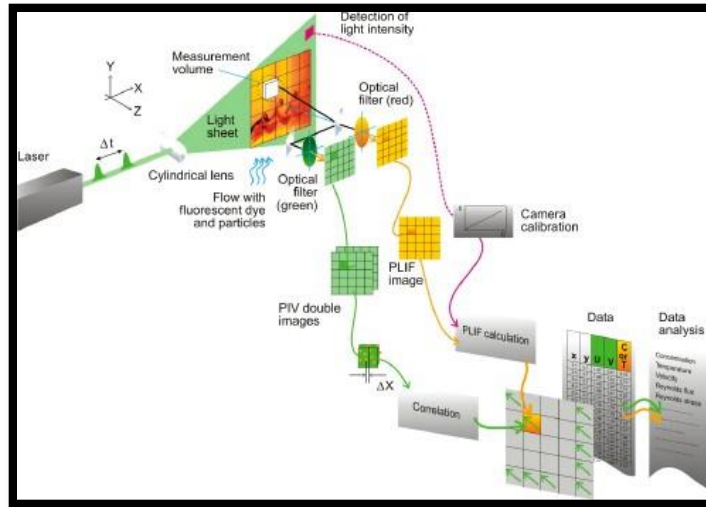 Detection of
light intensity
Measurement
volume
Optical
filter (red)
Y
X
Z
Light
sheet
Δt
Laser
Cylindrical lens
Optical
filter
(green)
Flow with
fluorescent dye
and particles
Camera
calibration
PLIF
image
PIV double
images
PLIF calculation
Data
Data
analysis
x y U V C or T
Concentration
Temperature
Velocity
Reynolds flux
Reynolds stress
ΔX
Correlation